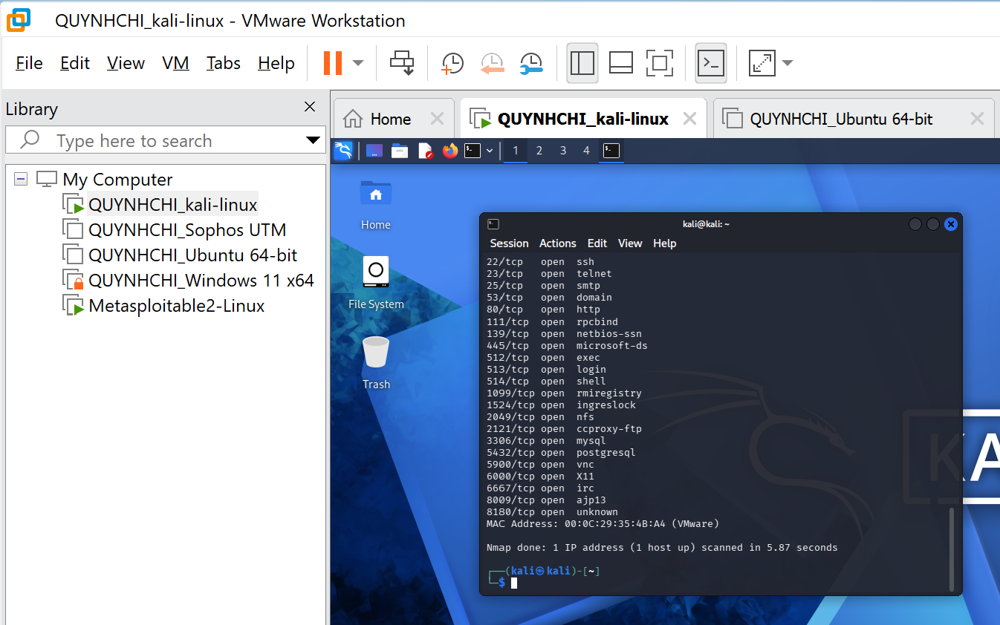 QUYNHCHI_kali-linux - VMware Workstation
File Edit View VM Tabs Help
Library
Type here to search
My Computer
QUYNHCHI_kali-linux
QUYNHCHI_Sophos UTM
QUYNHCHI_Ubuntu 64-bit
QUYNHCHI_Windows 11 x64
Metasploitable2-Linux
Home QUYNHCHI_kali-linux QUYNHCHI_Ubuntu 64-bit
1 2 3 4
Home
File System
Trash
kali@kali: ~
Session Actions Edit View Help
22/tcp open ssh
23/tcp open telnet
25/tcp open smtp
53/tcp open domain
80/tcp open http
111/tcp open rpcbind
139/tcp open netbios-ssn
445/tcp open microsoft-ds
512/tcp open exec
513/tcp open login
514/tcp open shell
1099/tcp open rmiregistry
1524/tcp open ingreslock
2049/tcp open nfs
2121/tcp open ccproxy-ftp
3306/tcp open mysql
5432/tcp open postgresql
5900/tcp open vnc
6000/tcp open X11
6667/tcp open irc
8009/tcp open ajp13
8180/tcp open unknown
MAC Address: 00:0C:29:35:4B:A4 (VMware)
Nmap done: 1 IP address (1 host up) scanned in 5.87 seconds
┌──(kali㉿kali)-[~]
└─$
KA